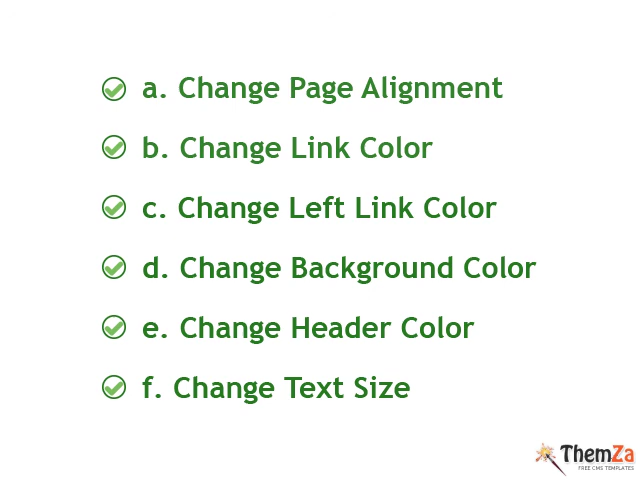 a. Change Page Alignment
b. Change Link Color
c. Change Left Link Color
d. Change Background Color
e. Change Header Color
f. Change Text Size
ThemZa
FREE CMS TEMPLATES